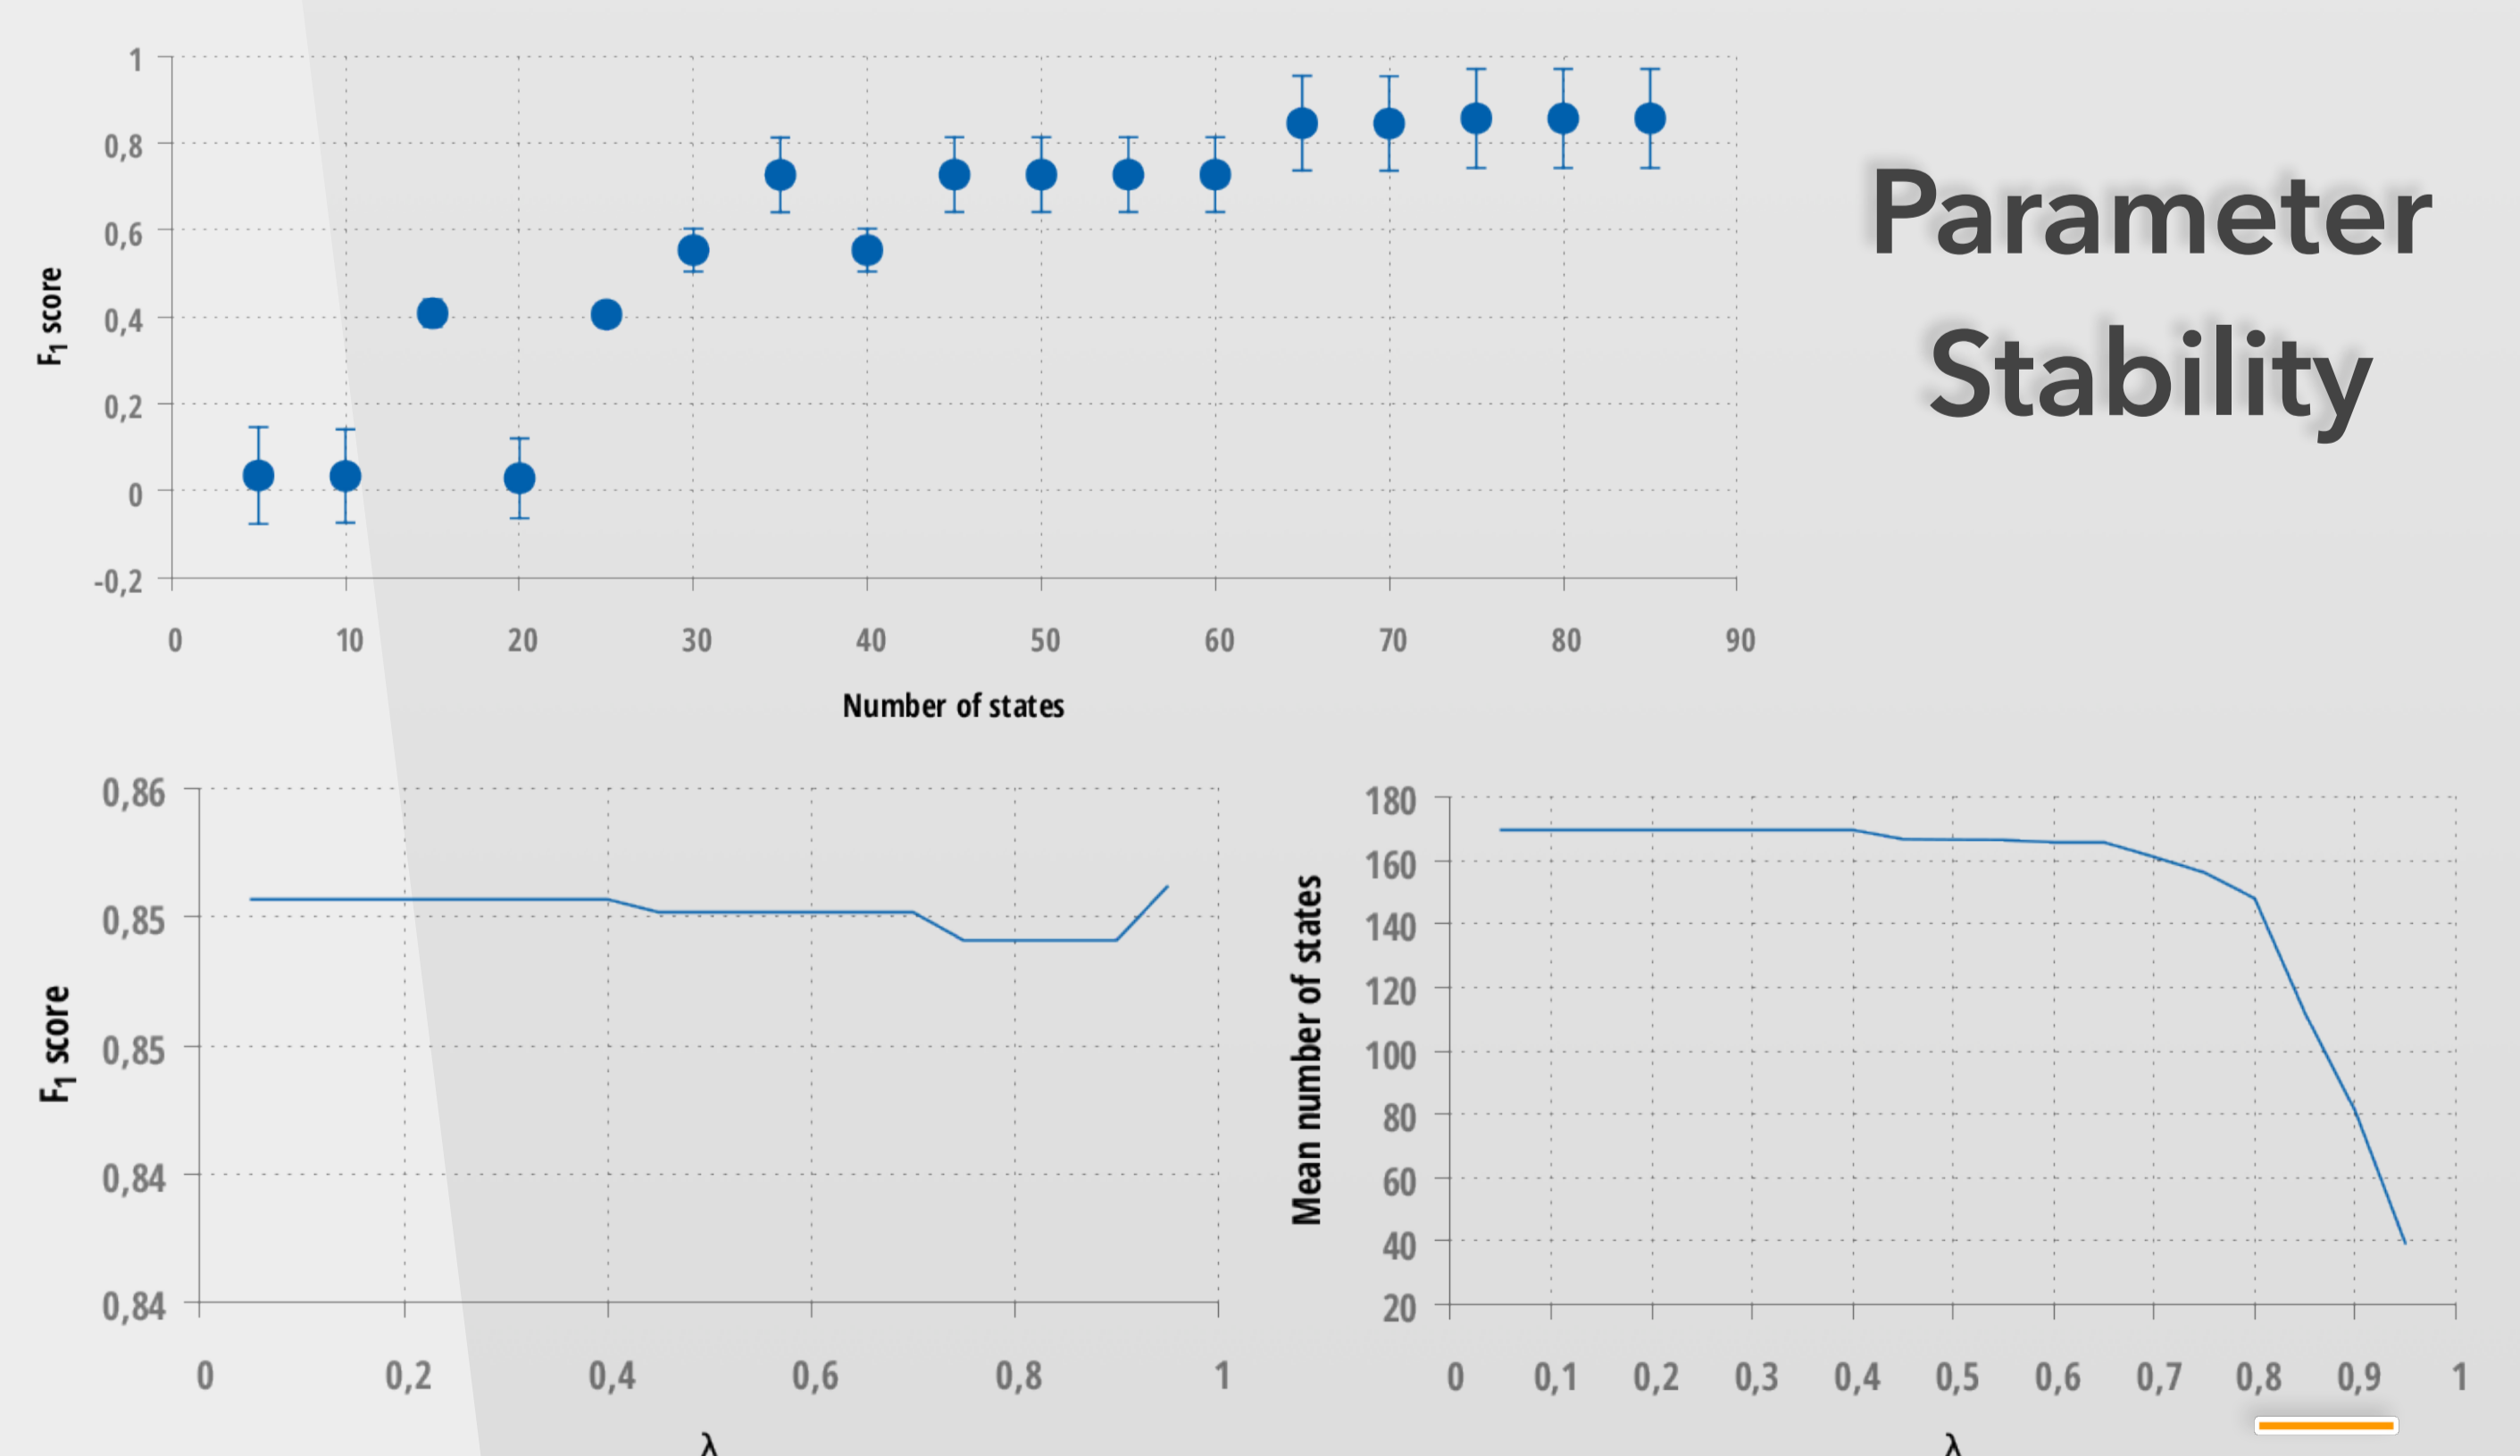 Parameter
Stability
F1 score
1
0,8
0,6
0,4
0,2
0
-0,2
0 10 20 30 40 50 60 70 80 90
Number of states
F1 score
0,86
0,85
0,85
0,84
0,84
0 0,2 0,4 0,6 0,8 1
λ
Mean number of states
180
160
140
120
100
80
60
40
20
0 0,1 0,2 0,3 0,4 0,5 0,6 0,7 0,8 0,9 1
λ